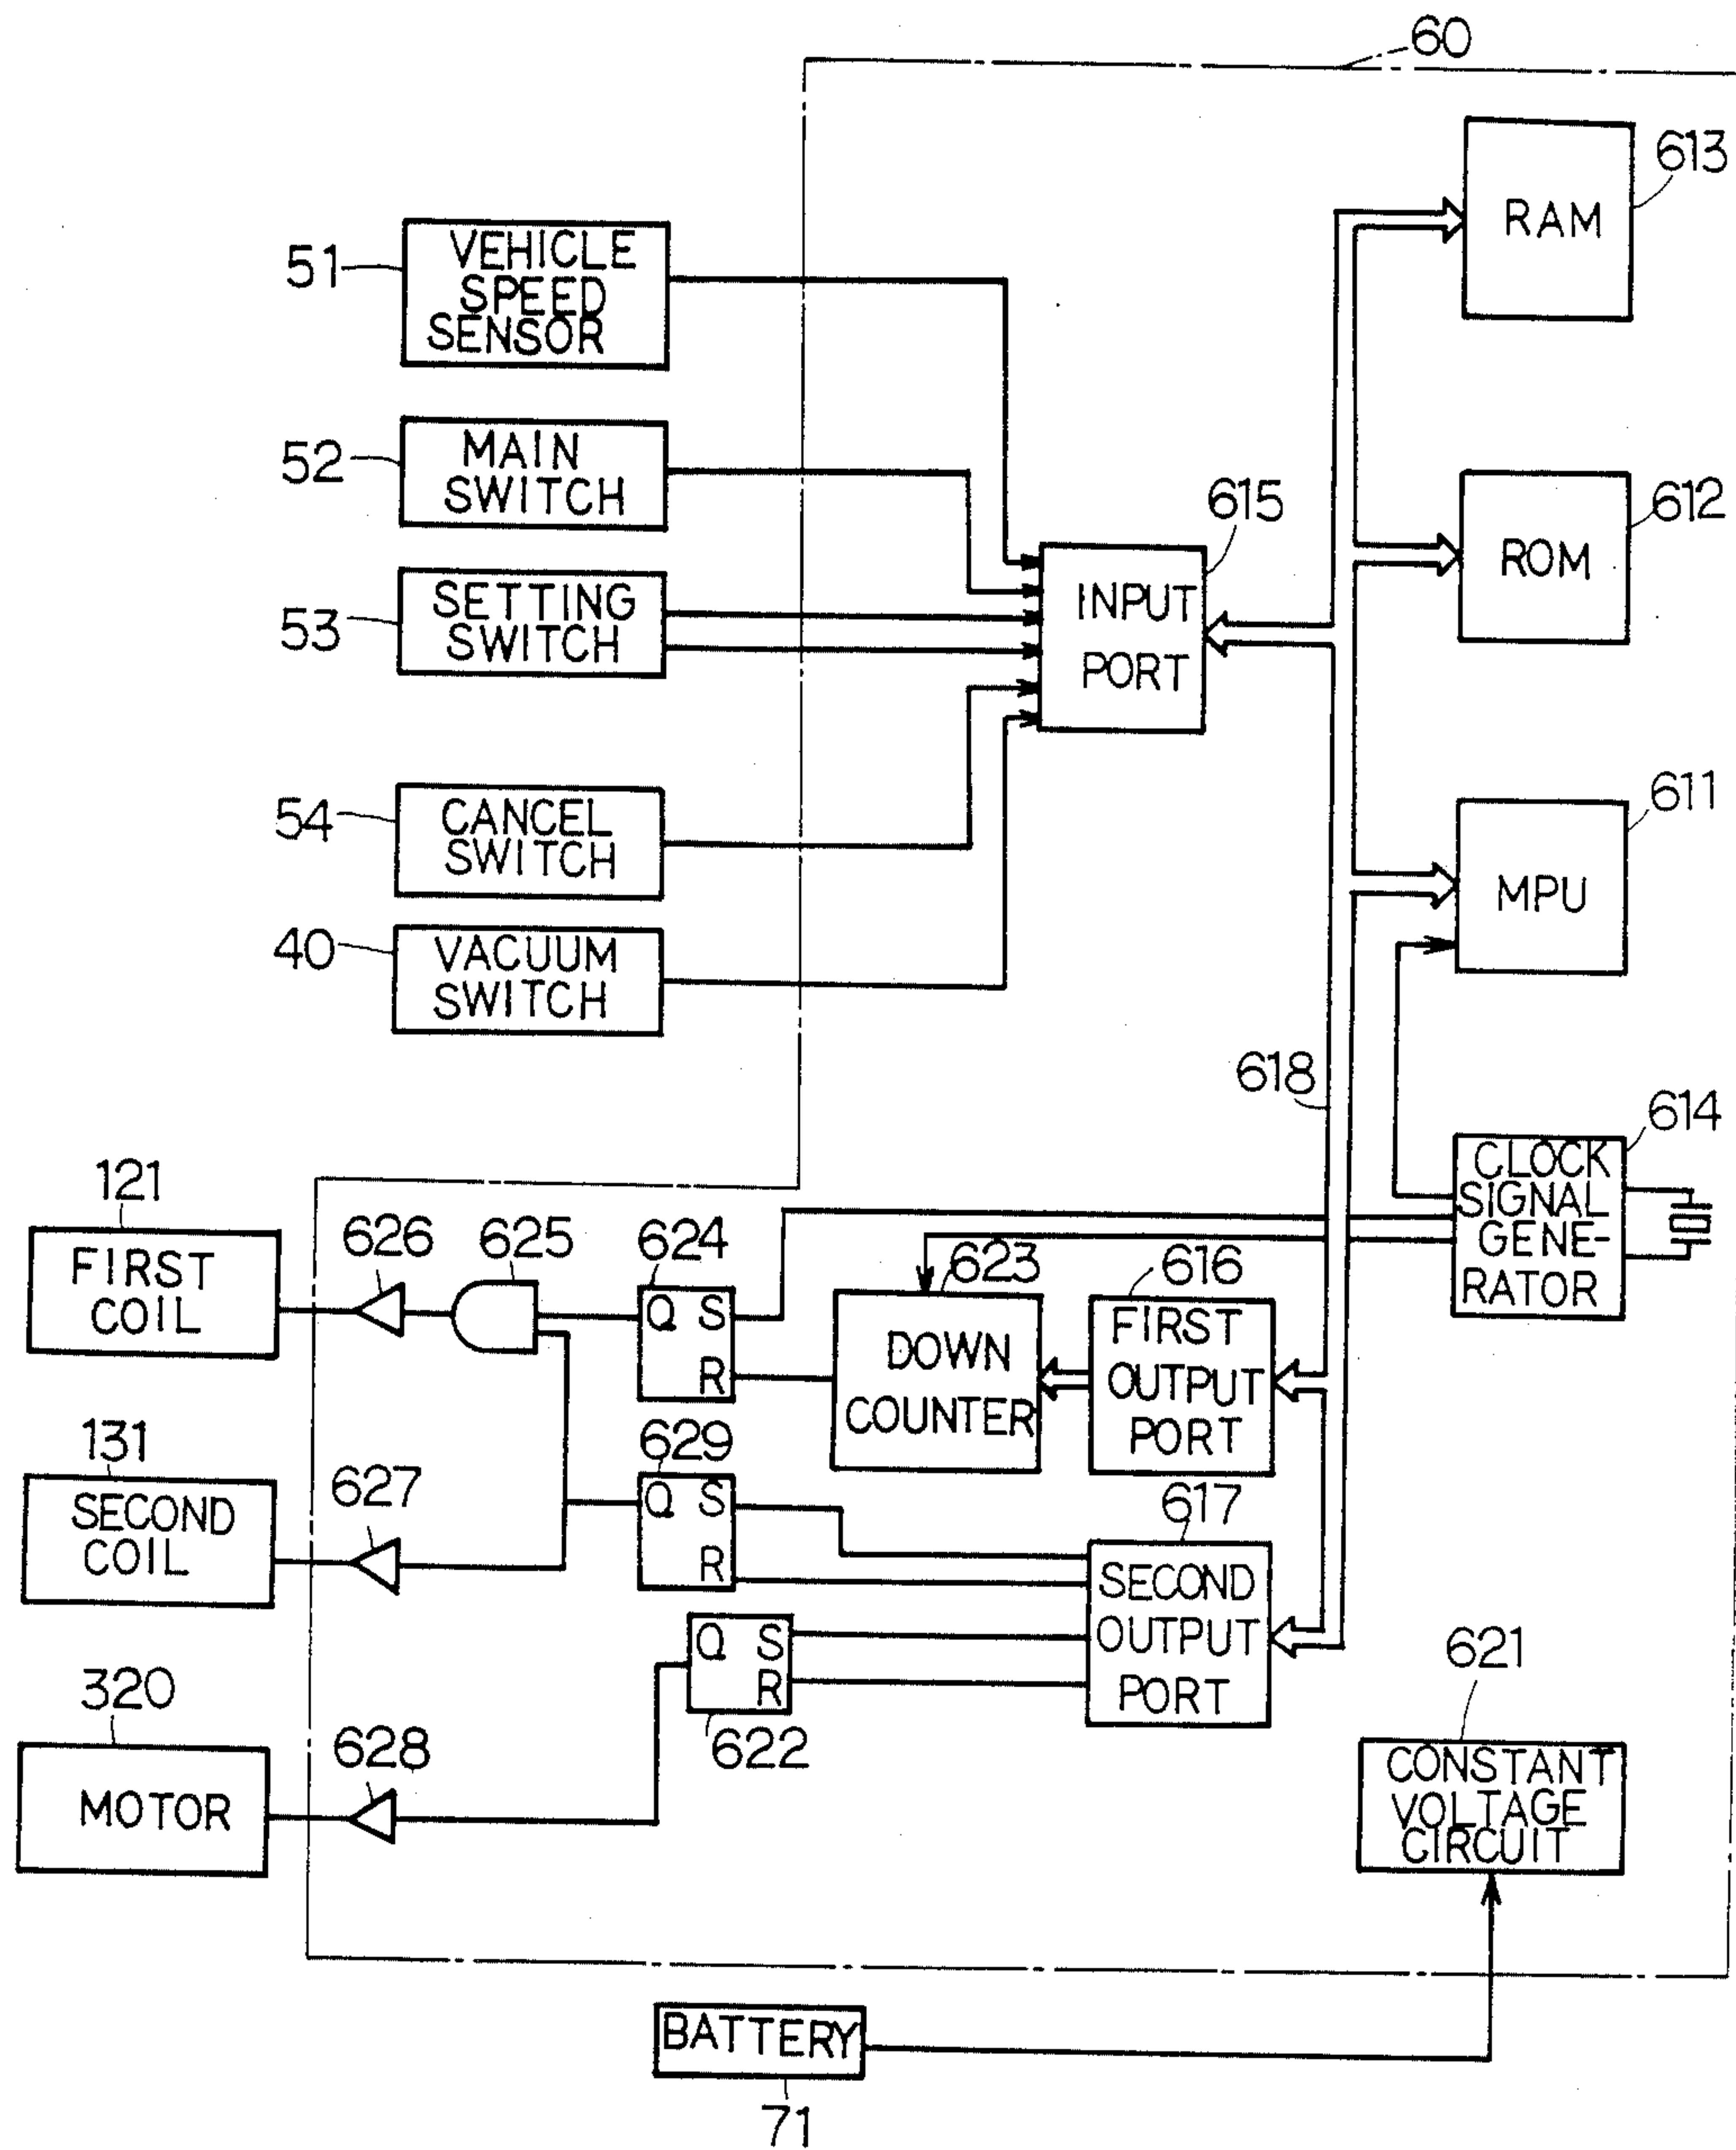 60
613
RAM
51
VEHICLE
SPEED
SENSOR
52
MAIN
SWITCH
615
612
ROM
53
SETTING
SWITCH
INPUT
PORT
611
MPU
54
CANCEL
SWITCH
40
VACUUM
SWITCH
618
614
CLOCK
SIGNAL
GENE-
RATOR
121
FIRST
COIL
626
625
624
Q S
R
623
DOWN
COUNTER
616
FIRST
OUTPUT
PORT
131
SECOND
COIL
627
629
Q S
R
617
SECOND
OUTPUT
PORT
Q S
R
622
320
MOTOR
628
621
CONSTANT
VOLTAGE
CIRCUIT
BATTERY
71